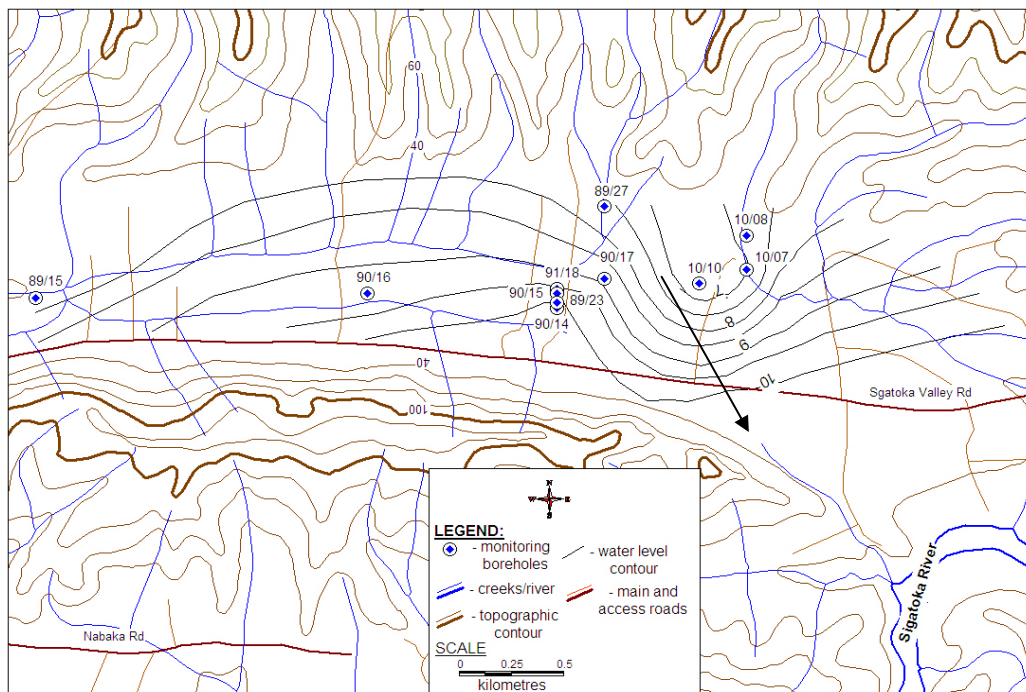 60
40
89/27
10/08
90/17
10/10
10/07
89/15
90/16
91/18
90/15
89/23
90/14
8
9
10
40
100
Sgatoka Valley Rd
N
W E
S
LEGEND:
- monitoring
boreholes
- water level
contour
- creeks/river
- main and
access roads
- topographic
contour
SCALE
0 0.25 0.5
kilometres
Nabaka Rd
Sigatoka River